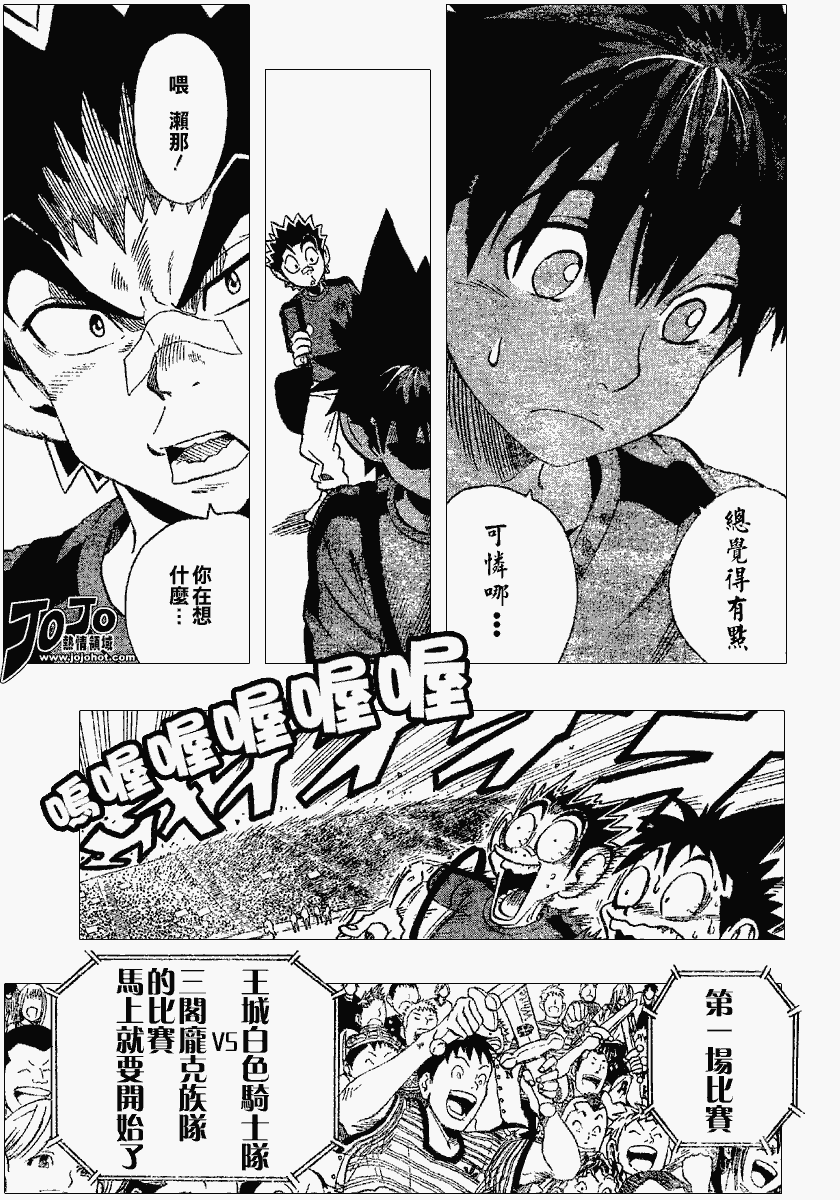 總覺得有點
可憐哪…
喂 瀨那！
你在想
什麼…
JOJO
熱情領域
www.jojohot.com
嗚喔喔喔喔喔
第一場比賽
王城白色騎士隊
VS
三閣龐克族隊
的比賽
馬上就要開始了